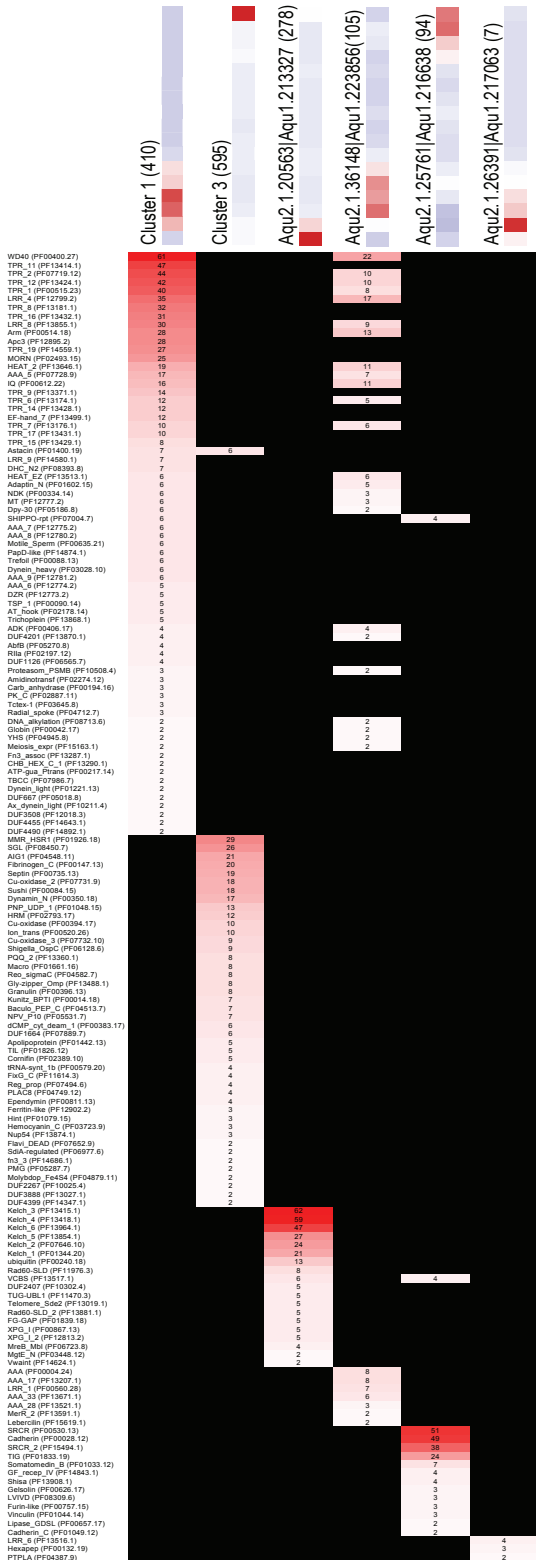 Cluster 1 (410)
Cluster 3 (595)
Aqu2.1.20563|Aqu1.213327 (278)
Aqu2.1.36148|Aqu1.223856(105)
Aqu2.1.25761|Aqu1.216638 (94)
Aqu2.1.26391|Aqu1.217063 (7)
WD40 (PF00400.27) 61 22
TPR_11 (PF13414.1) 47
TPR_2 (PF07719.12) 44 10
TPR_12 (PF13424.1) 42 10
TPR_1 (PF00515.23) 40 8
LRR_4 (PF12799.2) 35 17
TPR_8 (PF13181.1) 32
TPR_16 (PF13432.1) 31
LRR_8 (PF13855.1) 30 9
Arm (PF00514.18) 28 13
Apc3 (PF12895.2) 28
TPR_19 (PF14559.1) 27
MORN (PF02493.15) 25
HEAT_2 (PF13646.1) 19 11
AAA_5 (PF07728.9) 17 7
IQ (PF00612.22) 16 11
TPR_9 (PF13371.1) 14
TPR_6 (PF13174.1) 12 5
TPR_14 (PF13428.1) 12
EF-hand_7 (PF13499.1) 12
TPR_7 (PF13176.1) 10 6
TPR_17 (PF13431.1) 10
TPR_15 (PF13429.1) 8
Astacin (PF01400.19) 7 6
LRR_9 (PF14580.1) 7
DHC_N2 (PF08393.8) 7
HEAT_EZ (PF13513.1) 6 6
Adaptin_N (PF01602.15) 6 5
NDK (PF00334.14) 6 3
MT (PF12777.2) 6 3
Dpy-30 (PF05186.8) 6 2
SHIPPO-rpt (PF07004.7) 6 4
AAA_7 (PF12775.2) 6
AAA_8 (PF12780.2) 6
Motile_Sperm (PF00635.21) 6
PapD-like (PF14874.1) 6
Trefoil (PF00088.13) 6
Dynein_heavy (PF03028.10) 6
AAA_9 (PF12781.2) 6
AAA_6 (PF12774.2) 5
DZR (PF12773.2) 5
TSP_1 (PF00090.14) 5
AT_hook (PF02178.14) 5
Trichoplein (PF13868.1) 5
ADK (PF00406.17) 4 4
DUF4201 (PF13870.1) 4 2
AbfB (PF05270.8) 4
RIIa (PF02197.12) 4
DUF1126 (PF06565.7) 4
Proteasom_PSMB (PF10508.4) 3 2
Amidinotransf (PF02274.12) 3
Carb_anhydrase (PF00194.16) 3
PK_C (PF02887.11) 3
Tctex-1 (PF03645.8) 3
Radial_spoke (PF04712.7) 3
DNA_alkylation (PF08713.6) 2 2
Globin (PF00042.17) 2 2
YHS (PF04945.8) 2 2
Meiosis_expr (PF15163.1) 2 2
Fn3_assoc (PF13287.1) 2
CHB_HEX_C_1 (PF13290.1) 2
ATP-gua_Ptrans (PF00217.14) 2
TBCC (PF07986.7) 2
Dynein_light (PF01221.13) 2
DUF667 (PF05018.8) 2
Ax_dynein_light (PF10211.4) 2
DUF3508 (PF12018.3) 2
DUF4455 (PF14643.1) 2
DUF4490 (PF14892.1) 2
MMR_HSR1 (PF01926.18) 29
SGL (PF08450.7) 26
AIG1 (PF04548.11) 21
Fibrinogen_C (PF00147.13) 20
Septin (PF00735.13) 19
Cu-oxidase_2 (PF07731.9) 18
Sushi (PF00084.15) 18
Dynamin_N (PF00350.18) 17
PNP_UDP_1 (PF01048.15) 13
HRM (PF02793.17) 12
Cu-oxidase (PF00394.17) 10
Ion_trans (PF00520.26) 10
Cu-oxidase_3 (PF07732.10) 9
Shigella_OspC (PF06128.6) 9
PQQ_2 (PF13360.1) 8
Macro (PF01661.16) 8
Reo_sigmaC (PF04582.7) 8
Gly-zipper_Omp (PF13488.1) 8
Granulin (PF00396.13) 8
Kunitz_BPTI (PF00014.18) 7
Baculo_PEP_C (PF04513.7) 7
NPV_P10 (PF05531.7) 7
dCMP_cyt_deam_1 (PF00383.17) 6
DUF1664 (PF07889.7) 6
Apolipoprotein (PF01442.13) 5
TIL (PF01826.12) 5
Cornifin (PF02389.10) 5
tRNA-synt_1b (PF00579.20) 4
FixG_C (PF11614.3) 4
Reg_prop (PF07494.6) 4
PLAC8 (PF04749.12) 4
Ependymin (PF00811.13) 4
Ferritin-like (PF12902.2) 3
Hint (PF01079.15) 3
Hemocyanin_C (PF03723.9) 3
Nup54 (PF13874.1) 3
Flavi_DEAD (PF07652.9) 2
SdiA-regulated (PF06977.6) 2
fn3_3 (PF14686.1) 2
PMG (PF05287.7) 2
Molybdop_Fe4S4 (PF04879.11) 2
DUF2267 (PF10025.4) 2
DUF3888 (PF13027.1) 2
DUF4399 (PF14347.1) 2
Kelch_3 (PF13415.1) 62
Kelch_4 (PF13418.1) 59
Kelch_6 (PF13964.1) 47
Kelch_5 (PF13854.1) 27
Kelch_2 (PF07646.10) 24
Kelch_1 (PF01344.20) 21
ubiquitin (PF00240.18) 13
Rad60-SLD (PF11976.3) 8
VCBS (PF13517.1) 6 4
DUF2407 (PF10302.4) 5
TUG-UBL1 (PF11470.3) 5
Telomere_Sde2 (PF13019.1) 5
Rad60-SLD_2 (PF13881.1) 5
FG-GAP (PF01839.18) 5
XPG_I (PF00867.13) 5
XPG_I_2 (PF12813.2) 5
MreB_Mbl (PF06723.8) 4
MgtE_N (PF03448.12) 2
Vwaint (PF14624.1) 2
AAA (PF00004.24) 8
AAA_17 (PF13207.1) 8
LRR_1 (PF00560.28) 7
AAA_33 (PF13671.1) 6
AAA_28 (PF13521.1) 3
MerR_2 (PF13591.1) 2
Lebercilin (PF15619.1) 2
SRCR (PF00530.13) 51
Cadherin (PF00028.12) 49
SRCR_2 (PF15494.1) 38
TIG (PF01833.19) 24
Somatomedin_B (PF01033.12) 7
GF_recep_IV (PF14843.1) 4
Shisa (PF13908.1) 4
Gelsolin (PF00626.17) 3
LVIVD (PF08309.6) 3
Furin-like (PF00757.15) 3
Vinculin (PF01044.14) 3
Lipase_GDSL (PF00657.17) 2
Cadherin_C (PF01049.12) 2
LRR_6 (PF13516.1) 4
Hexapep (PF00132.19) 3
PTPLA (PF04387.9) 2